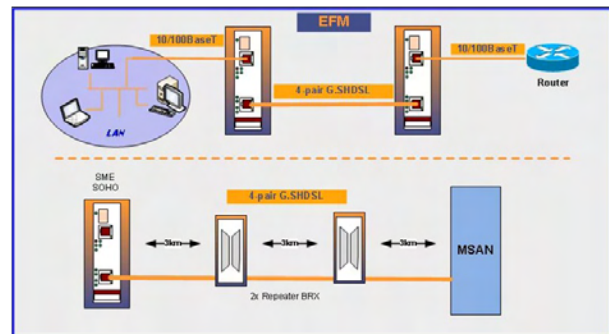 EFM
10/100BaseT
10/100BaseT
4-pair G.SHDSL
Router
LAN
SME
SOHO
4-pair G.SHDSL
3km
3km
3km
MSAN
2x Repeater BRX